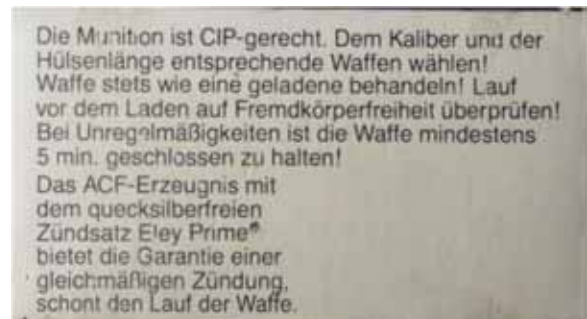 Die Munition ist CIP-gerecht. Dem Kaliber und der
Hülsenlänge entsprechende Waffen wählen!
Waffe stets wie eine geladene behandeln! Lauf
vor dem Laden auf Fremdkörperfreiheit überprüfen!
Bei Unregelmäßigkeiten ist die Waffe mindestens
5 min. geschlossen zu halten!
Das ACF-Erzeugnis mit
dem quecksilberfreien
Zündsatz Eley Prime®
bietet die Garantie einer
gleichmäßigen Zündung,
schont den Lauf der Waffe.